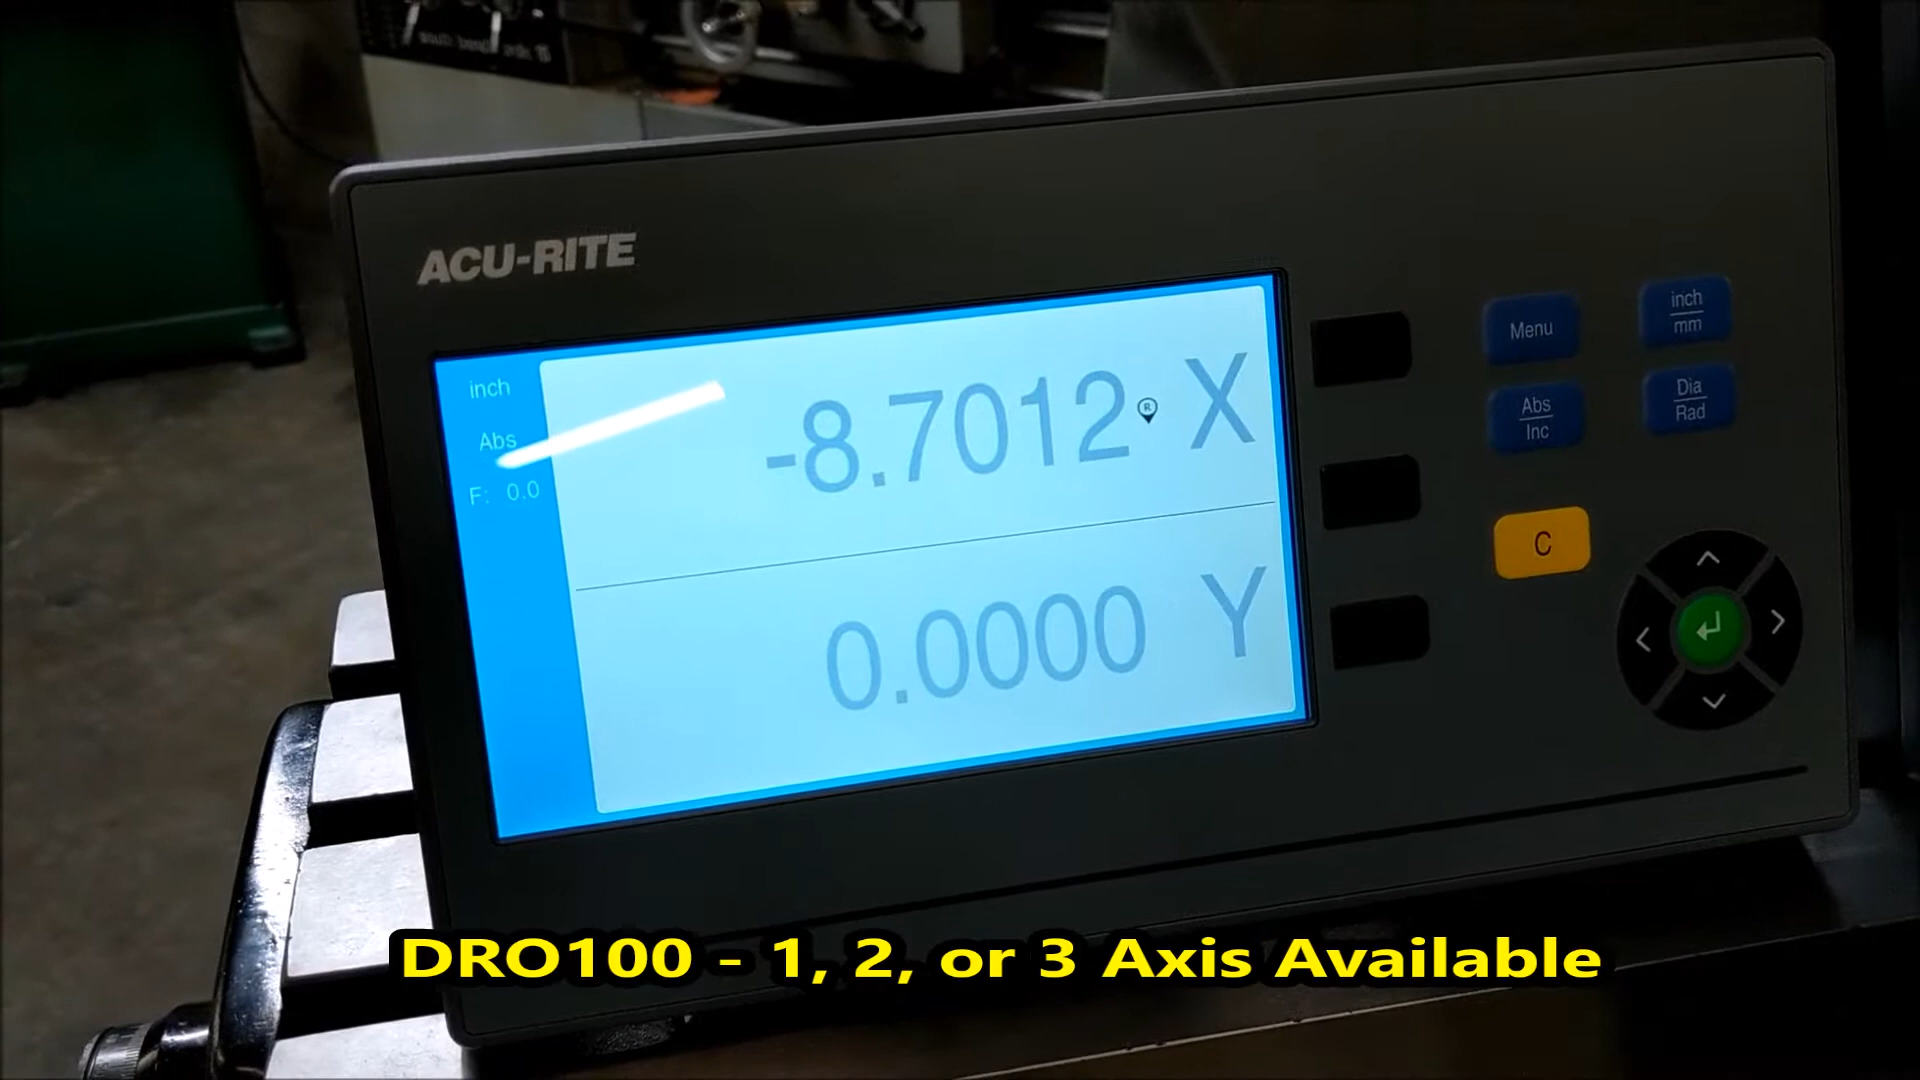 ACU-RITE
inch
Abs
F: 0.0
-8.7012 R X
0.0000 Y
Menu
inch
mm
Abs
Inc
Dia
Rad
C
DRO100 - 1, 2, or 3 Axis Available